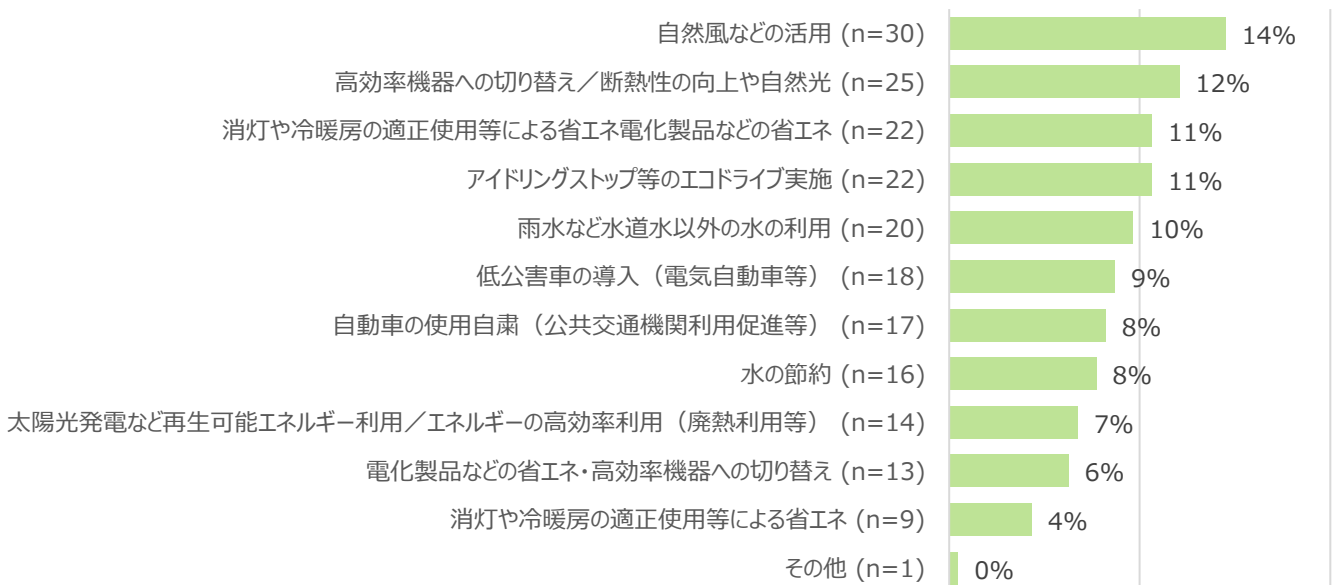 自然風などの活用 (n=30) 14%
高効率機器への切り替え／断熱性の向上や自然光 (n=25) 12%
消灯や冷暖房の適正使用等による省エネ電化製品などの省エネ (n=22) 11%
アイドリングストップ等のエコドライブ実施 (n=22) 11%
雨水など水道水以外の水の利用 (n=20) 10%
低公害車の導入（電気自動車等） (n=18) 9%
自動車の使用自粛（公共交通機関利用促進等） (n=17) 8%
水の節約 (n=16) 8%
太陽光発電など再生可能エネルギー利用／エネルギーの高効率利用（廃熱利用等） (n=14) 7%
電化製品などの省エネ・高効率機器への切り替え (n=13) 6%
消灯や冷暖房の適正使用等による省エネ (n=9) 4%
その他 (n=1) 0%